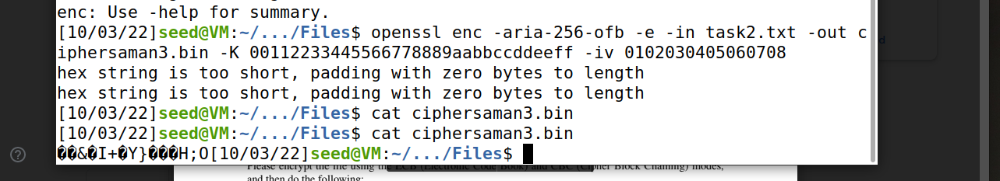 enc: Use -help for summary.
[10/03/22]seed@VM:~/.../Files$ openssl enc -aria-256-ofb -e -in task2.txt -out c
iphersaman3.bin -K 00112233445566778889aabbccddeeff -iv 0102030405060708
hex string is too short, padding with zero bytes to length
hex string is too short, padding with zero bytes to length
[10/03/22]seed@VM:~/.../Files$ cat ciphersaman3.bin
[10/03/22]seed@VM:~/.../Files$ cat ciphersaman3.bin
��&�I+�Y}���H;O[10/03/22]seed@VM:~/.../Files$
Please encrypt the file using the ECB (Electronic Code Book) and CBC (Cipher Block Chaining) modes,
and then do the following: